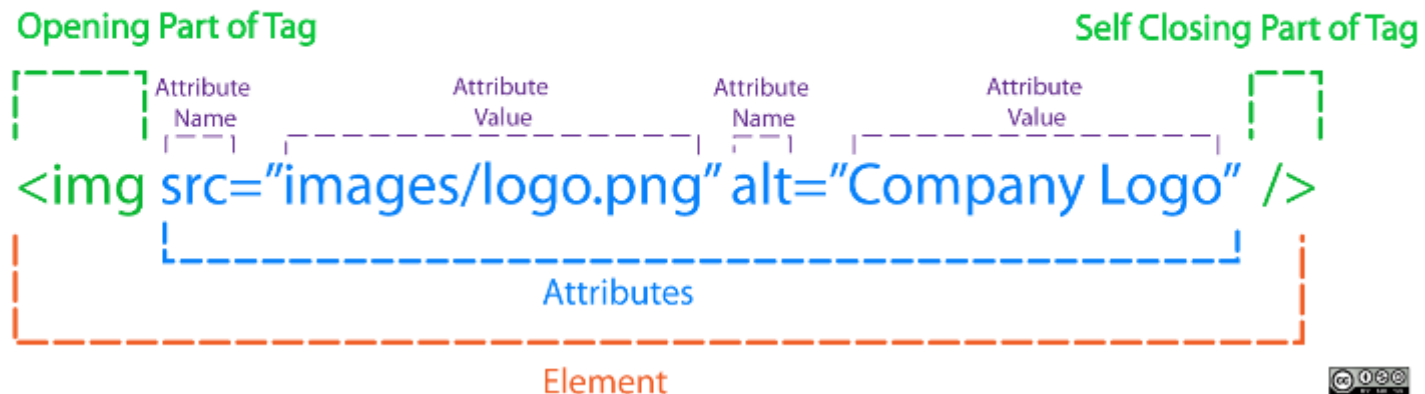 Opening Part of Tag
Self Closing Part of Tag
Attribute Name
Attribute Value
Attribute Name
Attribute Value
<img src=”images/logo.png” alt=”Company Logo” />
Attributes
Element
cc